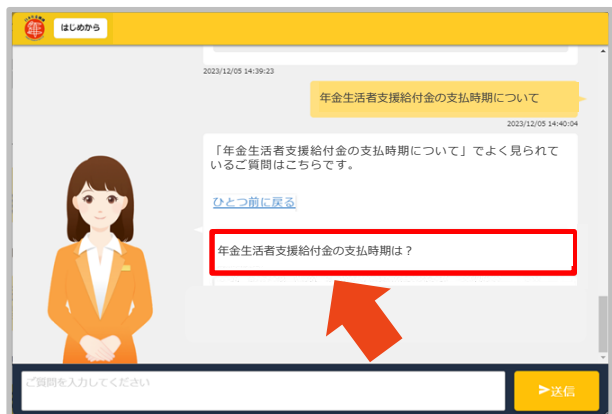 はじめから
2023/12/05 14:39:23
年金生活者支援給付金の支払時期について
2023/12/05 14:40:04
「年金生活者支援給付金の支払時期について」でよく見られて
いるご質問はこちらです。
ひとつ前に戻る
年金生活者支援給付金の支払時期は？
ご質問を入力してください
➤送信